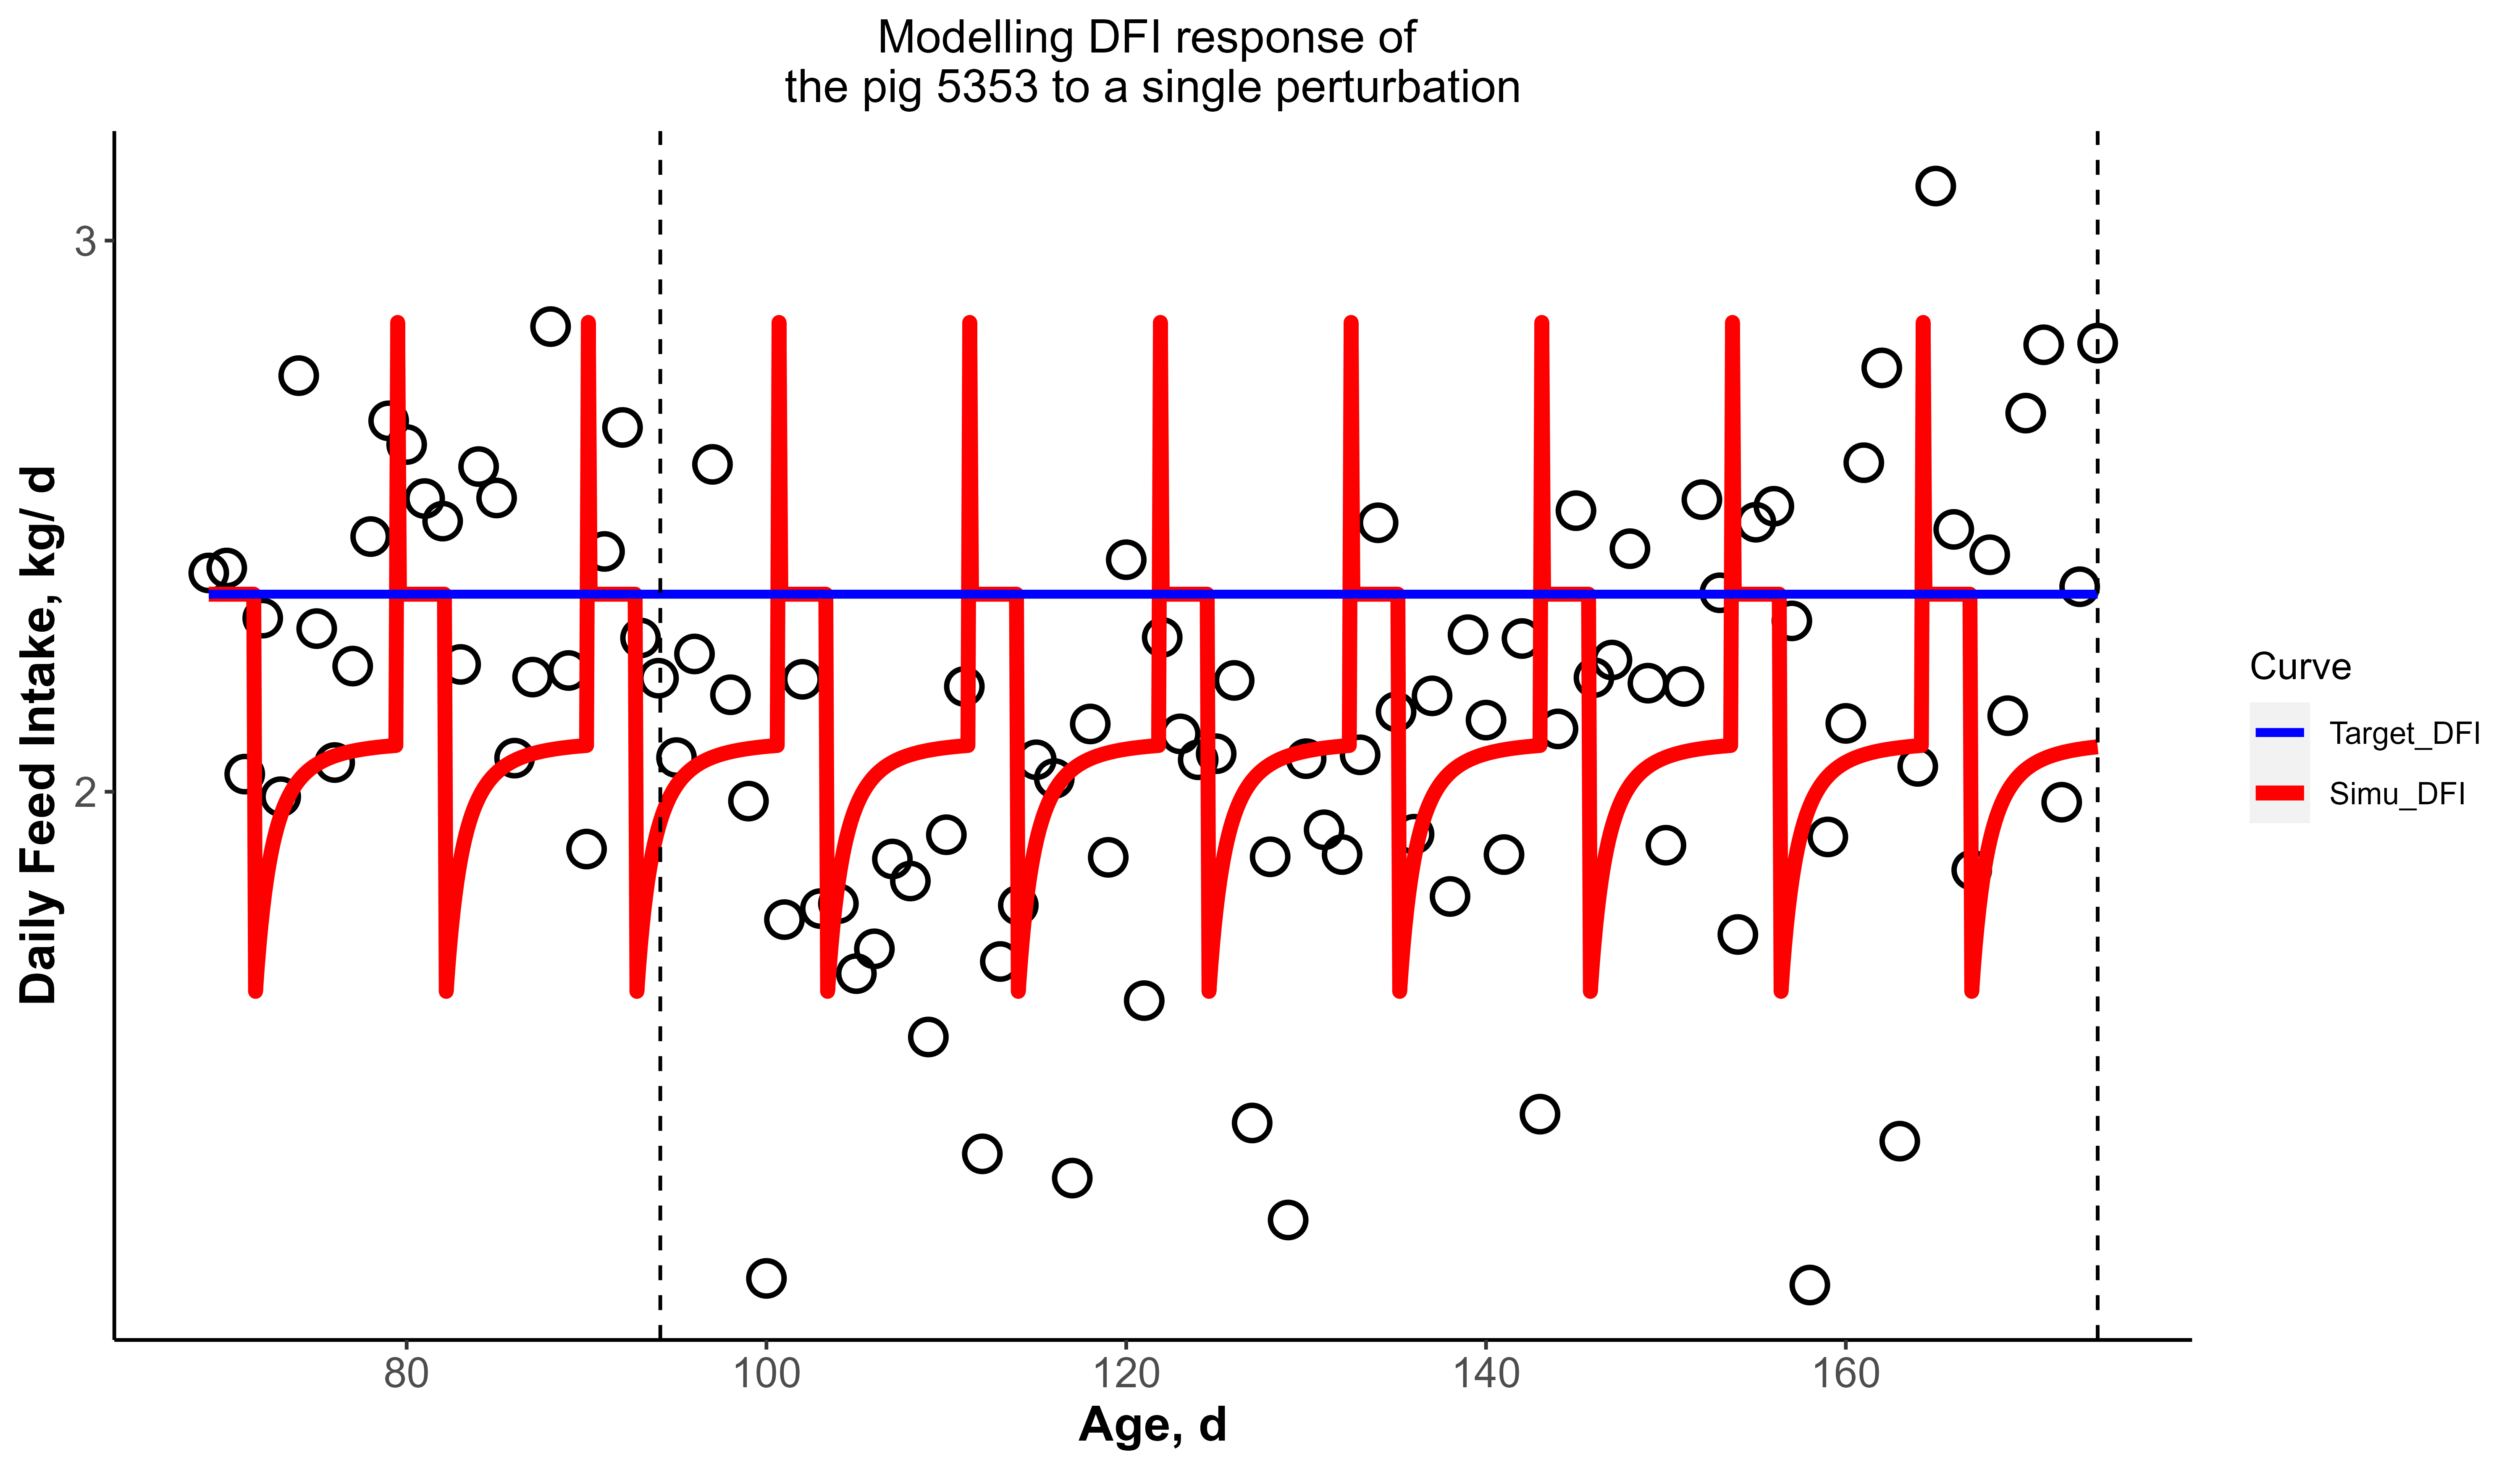 Modelling DFI response of
the pig 5353 to a single perturbation
Daily Feed Intake, kg/ d
3
2
80
100
120
140
160
Age, d
Curve
Target_DFI
Simu_DFI